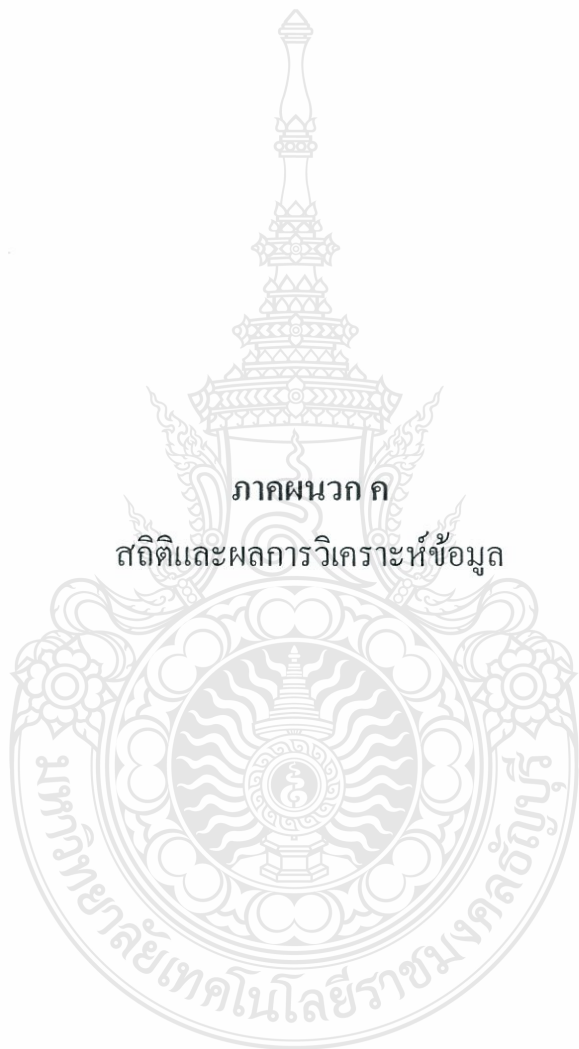 ภาคผนวก ค
สถิติและผลการวิเคราะห์ข้อมูล
มหาวิทยาลัยเทคโนโลยีราชมงคลธัญบุรี